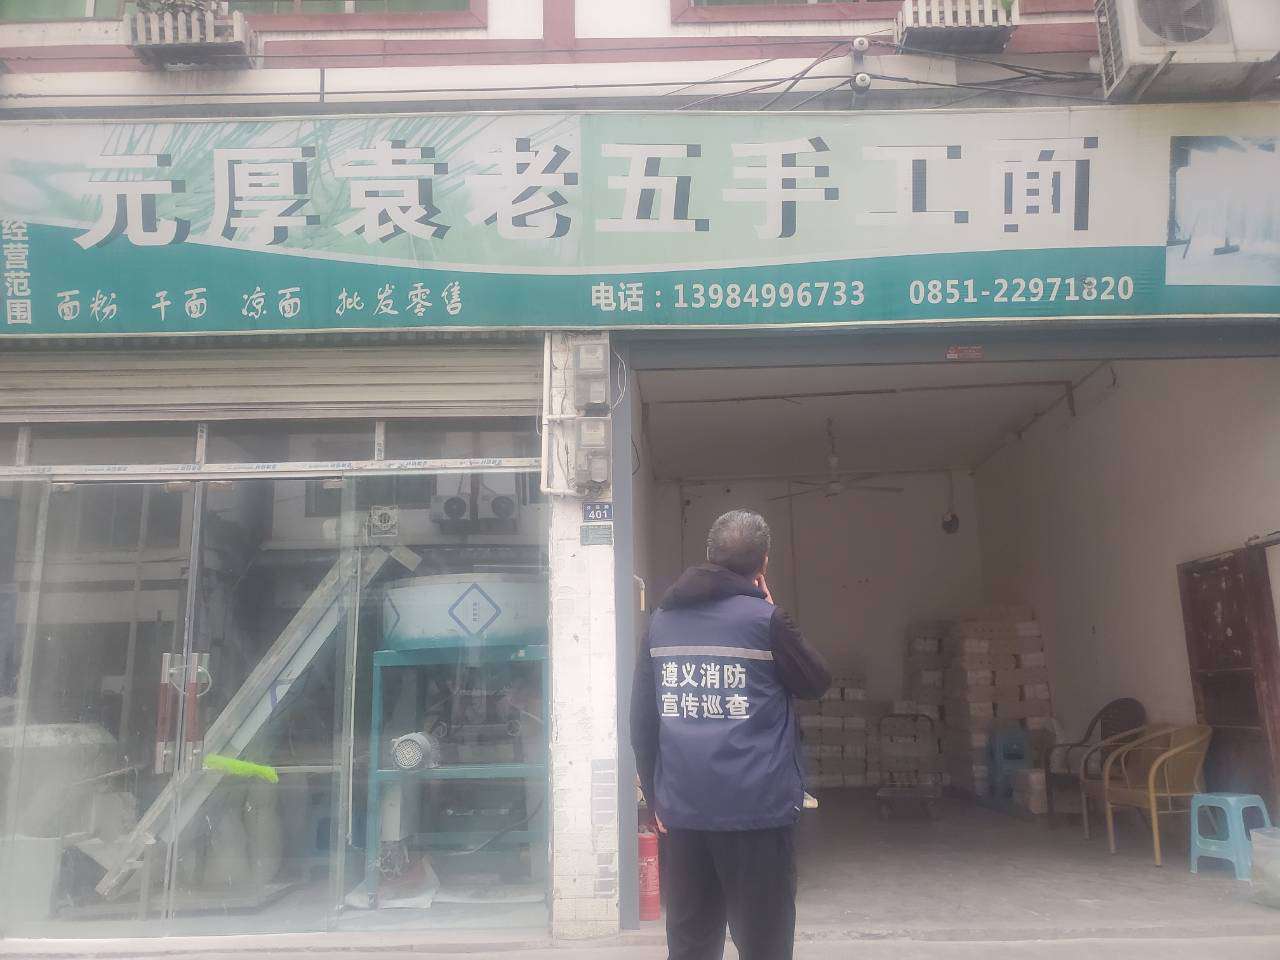 元厚袁老五手工面
经营范围
面粉 干面 凉面 批发零售
电话：13984996733 0851-22971820
401
遵义消防
宣传巡查